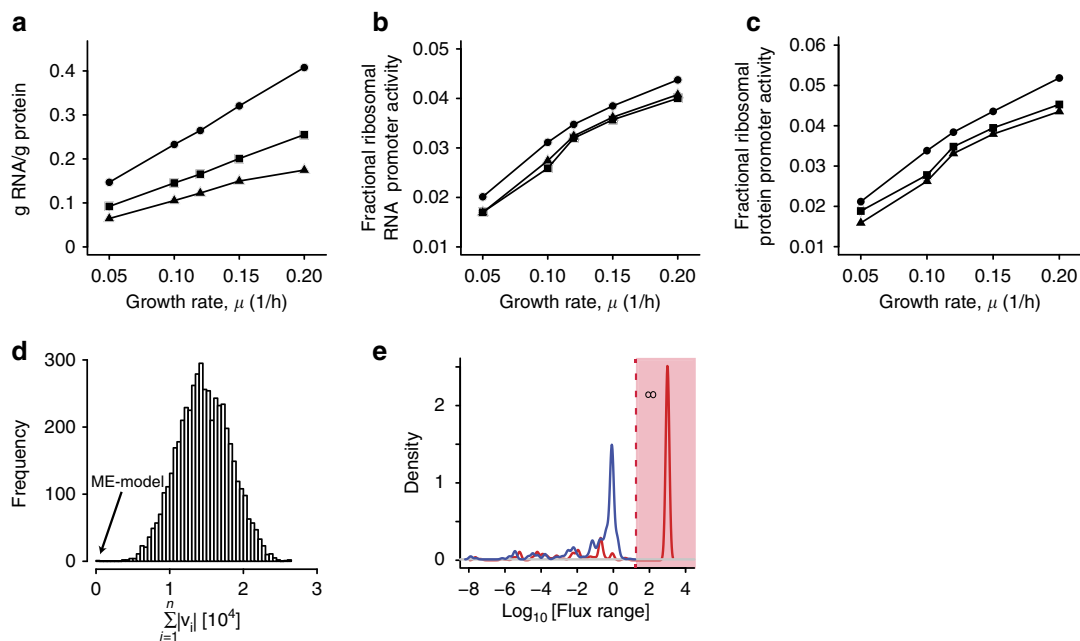 a
g RNA/g protein
0.4
0.3
0.2
0.1
0
0.05 0.10 0.15 0.20
Growth rate, μ (1/h)
b
Fractional ribosomal
RNA promoter activity
0.05
0.04
0.03
0.02
0.01
0.05 0.10 0.15 0.20
Growth rate, μ (1/h)
c
Fractional ribosomal
protein promoter activity
0.06
0.05
0.04
0.03
0.02
0.01
0.05 0.10 0.15 0.20
Growth rate, μ (1/h)
d
Frequency
300
200
100
0
ME-model
0 1 2 3
n
∑|vᵢ| [10⁴]
i=1
e
Density
2
1
0
∞
−8 −6 −4 −2 0 2 4
Log₁₀ [Flux range]